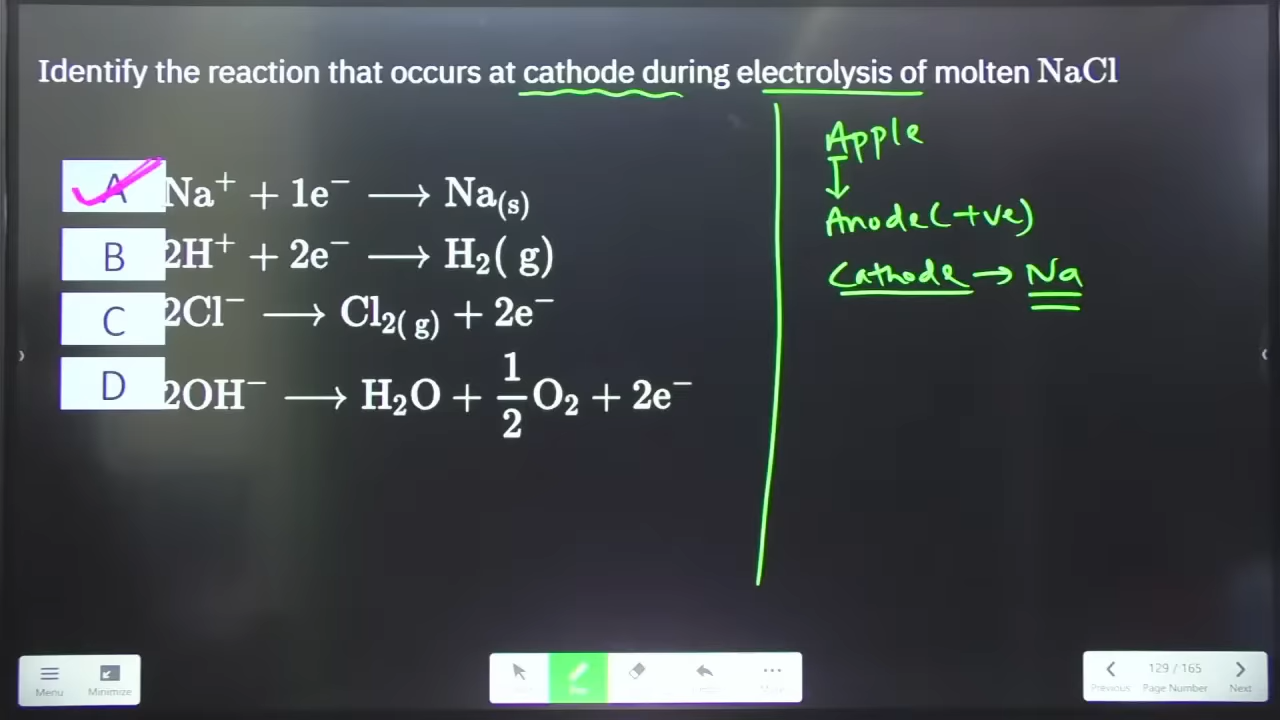 Identify the reaction that occurs at cathode during electrolysis of molten NaCl
A Na⁺ + 1e⁻ ⟶ Na₍ₛ₎
B 2H⁺ + 2e⁻ ⟶ H₂( g)
C 2Cl⁻ ⟶ Cl₂₍ g₎ + 2e⁻
D 2OH⁻ ⟶ H₂O + 1/2 O₂ + 2e⁻
Apple
↓
Anode(+ve)
Cathode → Na
Menu
Minimize
Previous
129 / 165
Page Number
Next